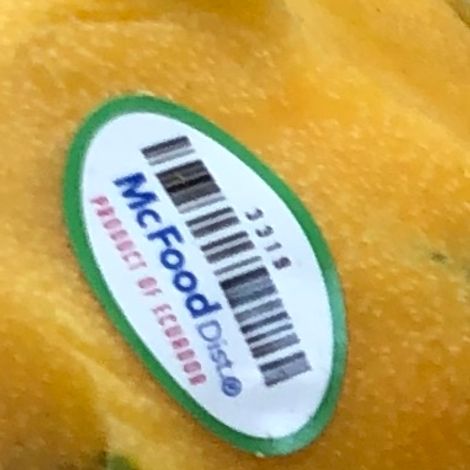 3318
McFood Dist.®
PRODUCT OF ECUADOR